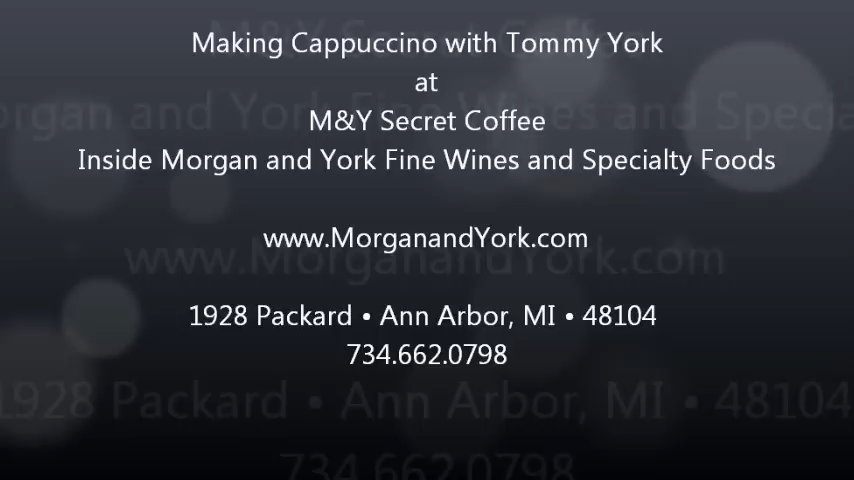 Making Cappuccino with Tommy York
at
M&Y Secret Coffee
Inside Morgan and York Fine Wines and Specialty Foods
www.MorganandYork.com
1928 Packard • Ann Arbor, MI • 48104
734.662.0798